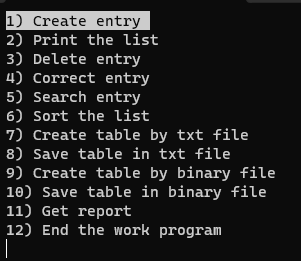 1) Create entry
2) Print the list
3) Delete entry
4) Correct entry
5) Search entry
6) Sort the list
7) Create table by txt file
8) Save table in txt file
9) Create table by binary file
10) Save table in binary file
11) Get report
12) End the work program